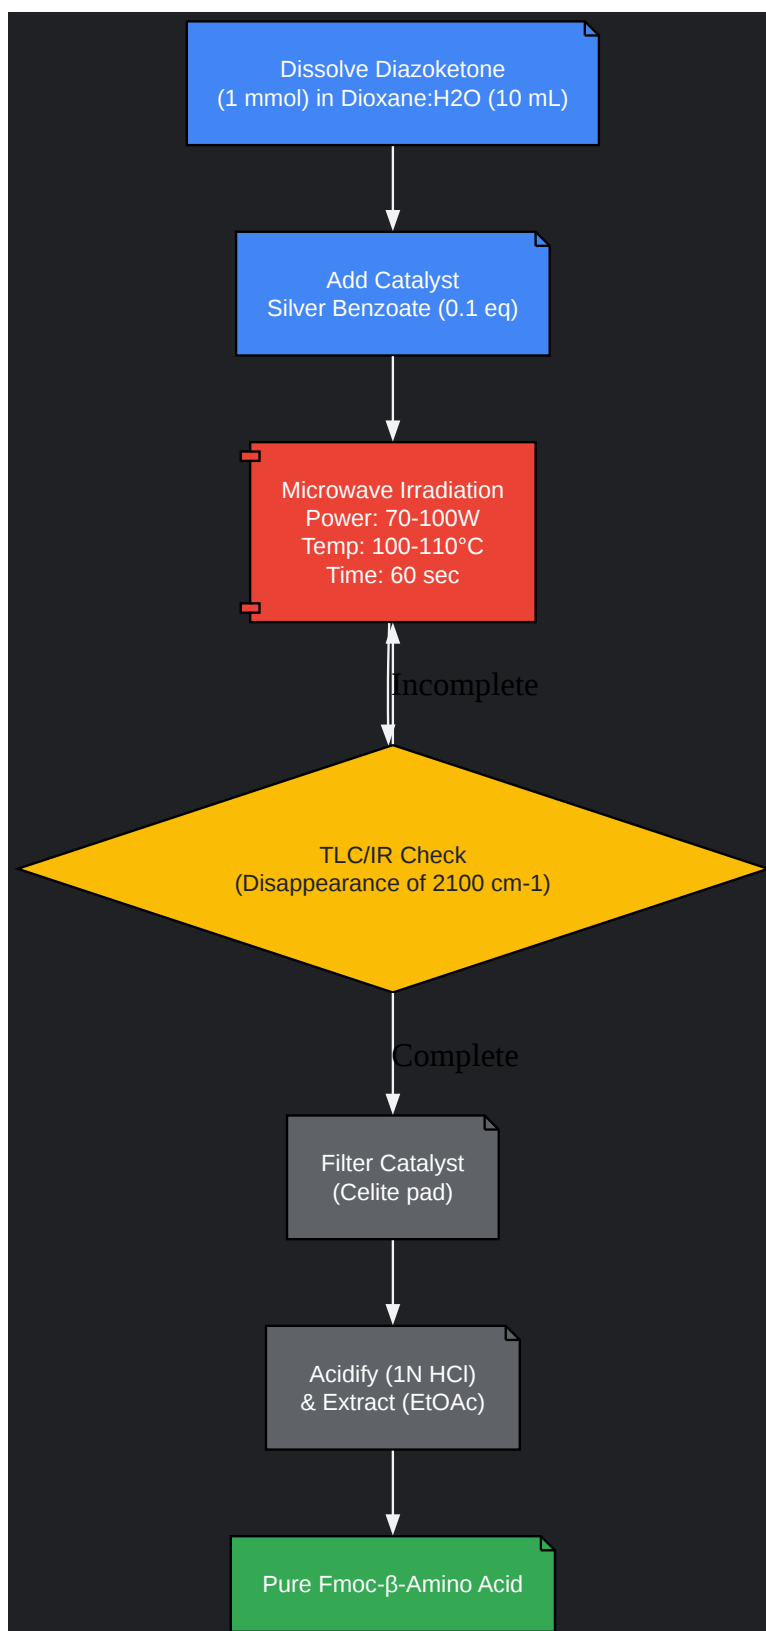 Dissolve Diazoketone
(1 mmol) in Dioxane:H2O (10 mL)
Add Catalyst
Silver Benzoate (0.1 eq)
Microwave Irradiation
Power: 70-100W
Temp: 100-110°C
Time: 60 sec
Incomplete
TLC/IR Check
(Disappearance of 2100 cm-1)
Complete
Filter Catalyst
(Celite pad)
Acidify (1N HCl)
& Extract (EtOAc)
Pure Fmoc-β-Amino Acid